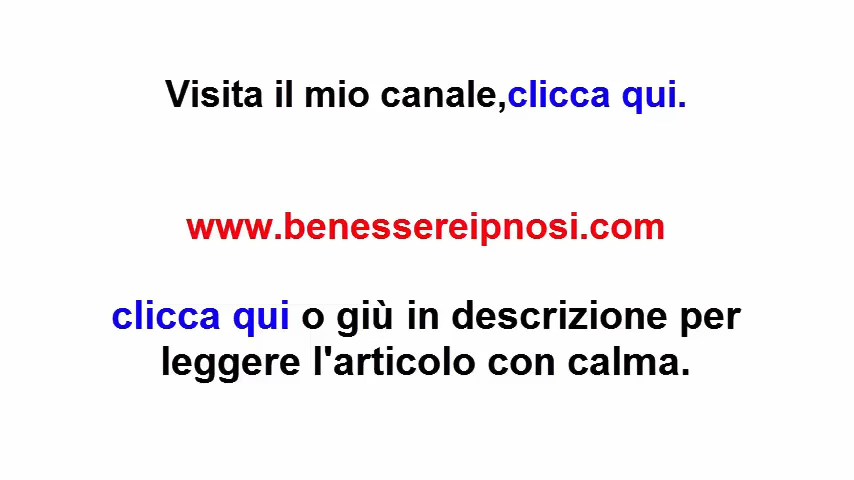 Visita il mio canale,clicca qui.
www.benessereipnosi.com
clicca qui o giù in descrizione per
leggere l'articolo con calma.